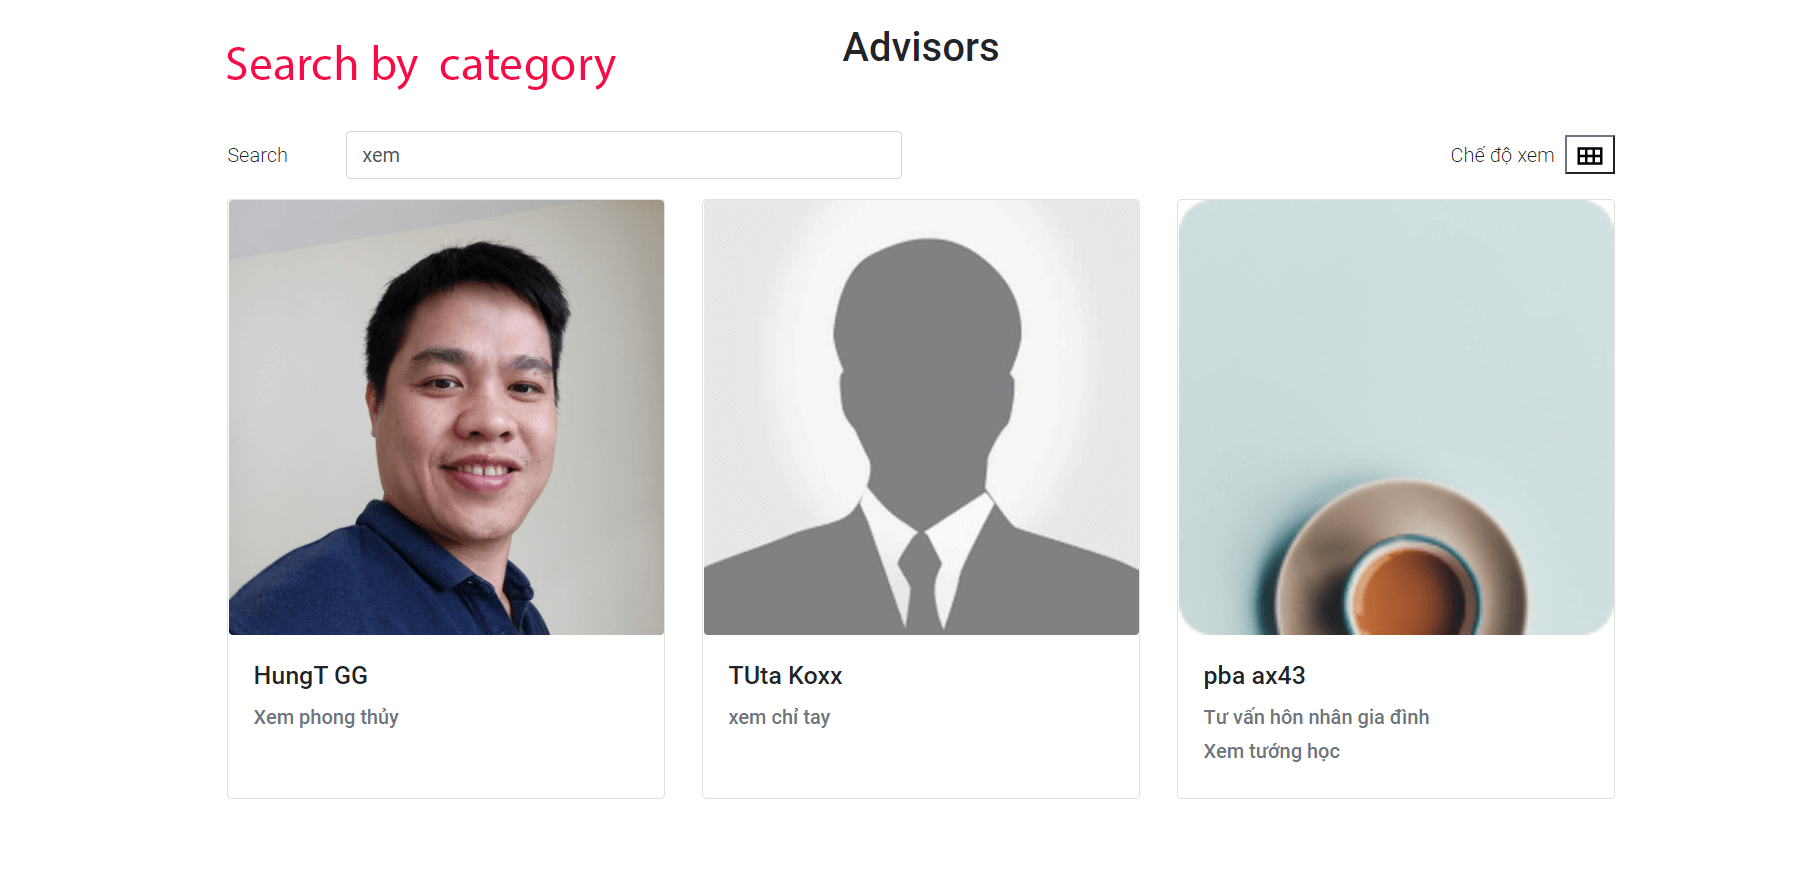 Advisors
Search by category
Search
xem
Chế độ xem
HungT GG
Xem phong thủy
TUta Koxx
xem chỉ tay
pba ax43
Tư vấn hôn nhân gia đình
Xem tướng học